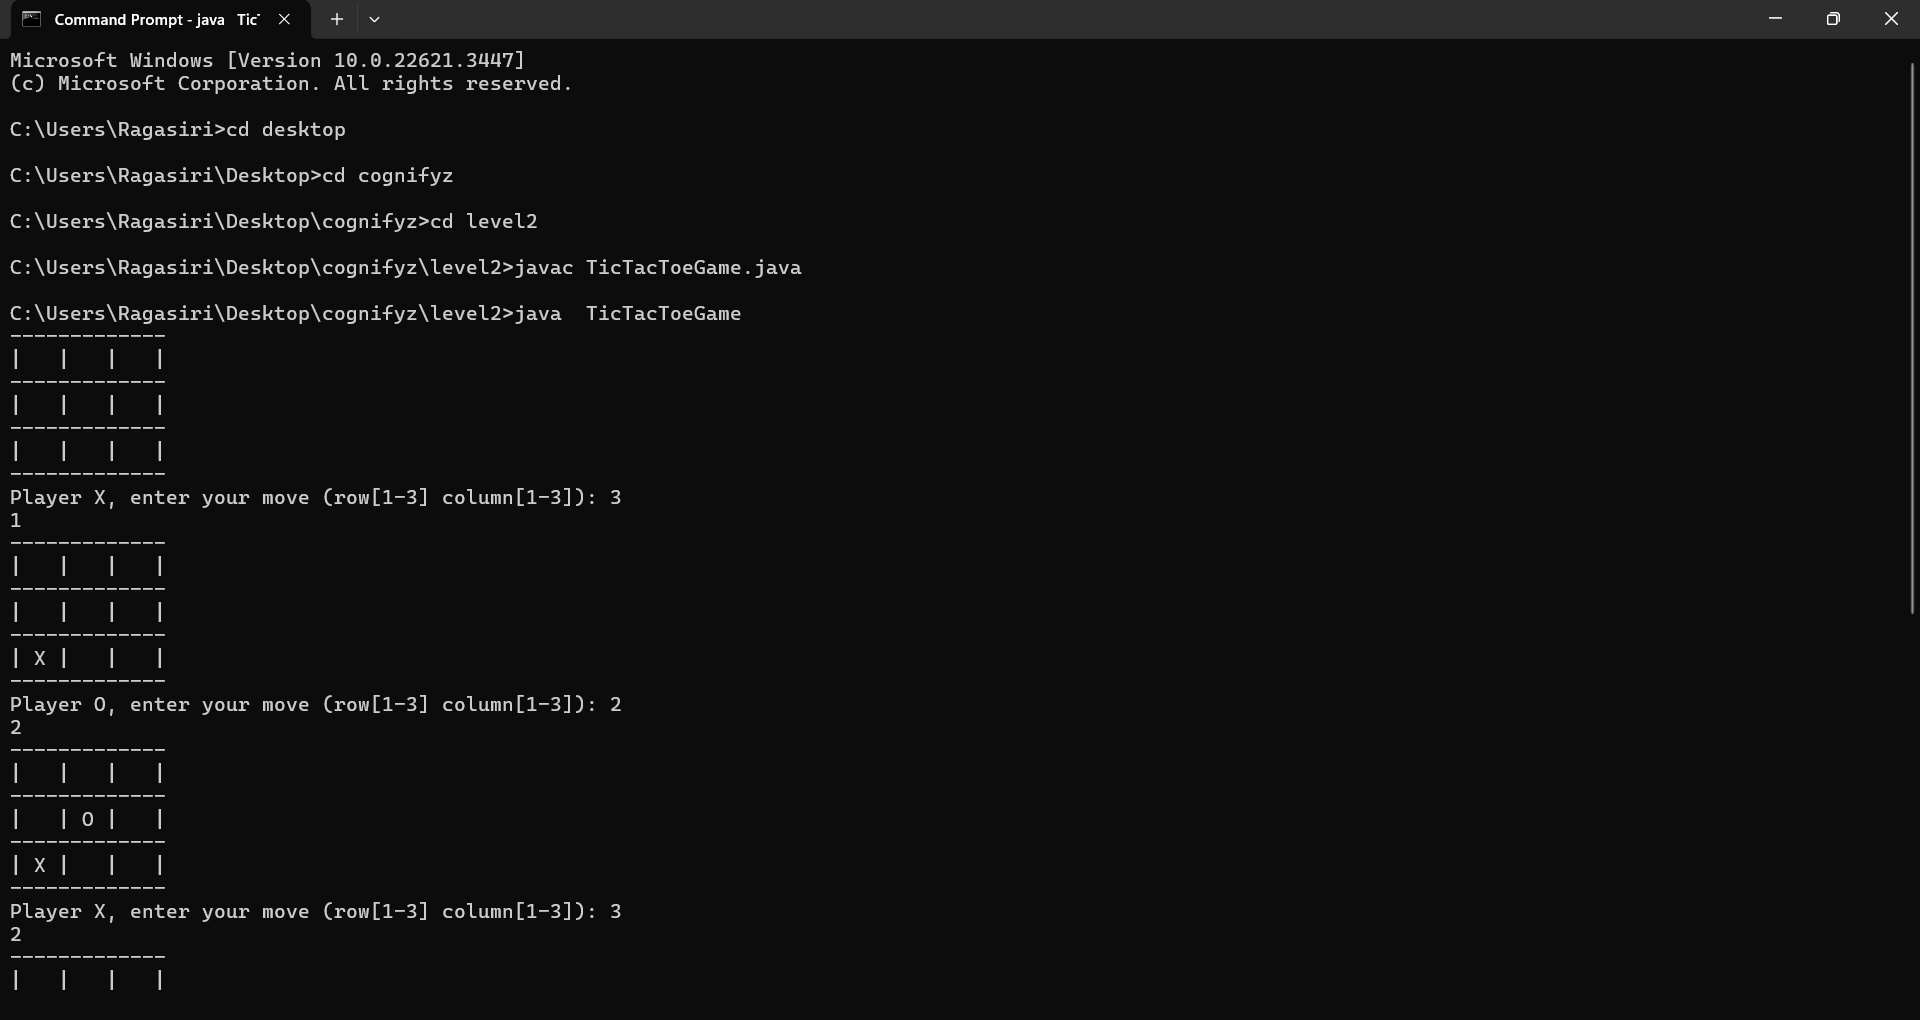 Command Prompt - java  Tic
Microsoft Windows [Version 10.0.22621.3447]
(c) Microsoft Corporation. All rights reserved.

C:\Users\Ragasiri>cd desktop

C:\Users\Ragasiri\Desktop>cd cognifyz

C:\Users\Ragasiri\Desktop\cognifyz>cd level2

C:\Users\Ragasiri\Desktop\cognifyz\level2>javac TicTacToeGame.java

C:\Users\Ragasiri\Desktop\cognifyz\level2>java  TicTacToeGame
-------------
|   |   |   |
-------------
|   |   |   |
-------------
|   |   |   |
-------------
Player X, enter your move (row[1-3] column[1-3]): 3
1
-------------
|   |   |   |
-------------
|   |   |   |
-------------
| X |   |   |
-------------
Player O, enter your move (row[1-3] column[1-3]): 2
2
-------------
|   |   |   |
-------------
|   | O |   |
-------------
| X |   |   |
-------------
Player X, enter your move (row[1-3] column[1-3]): 3
2
-------------
|   |   |   |